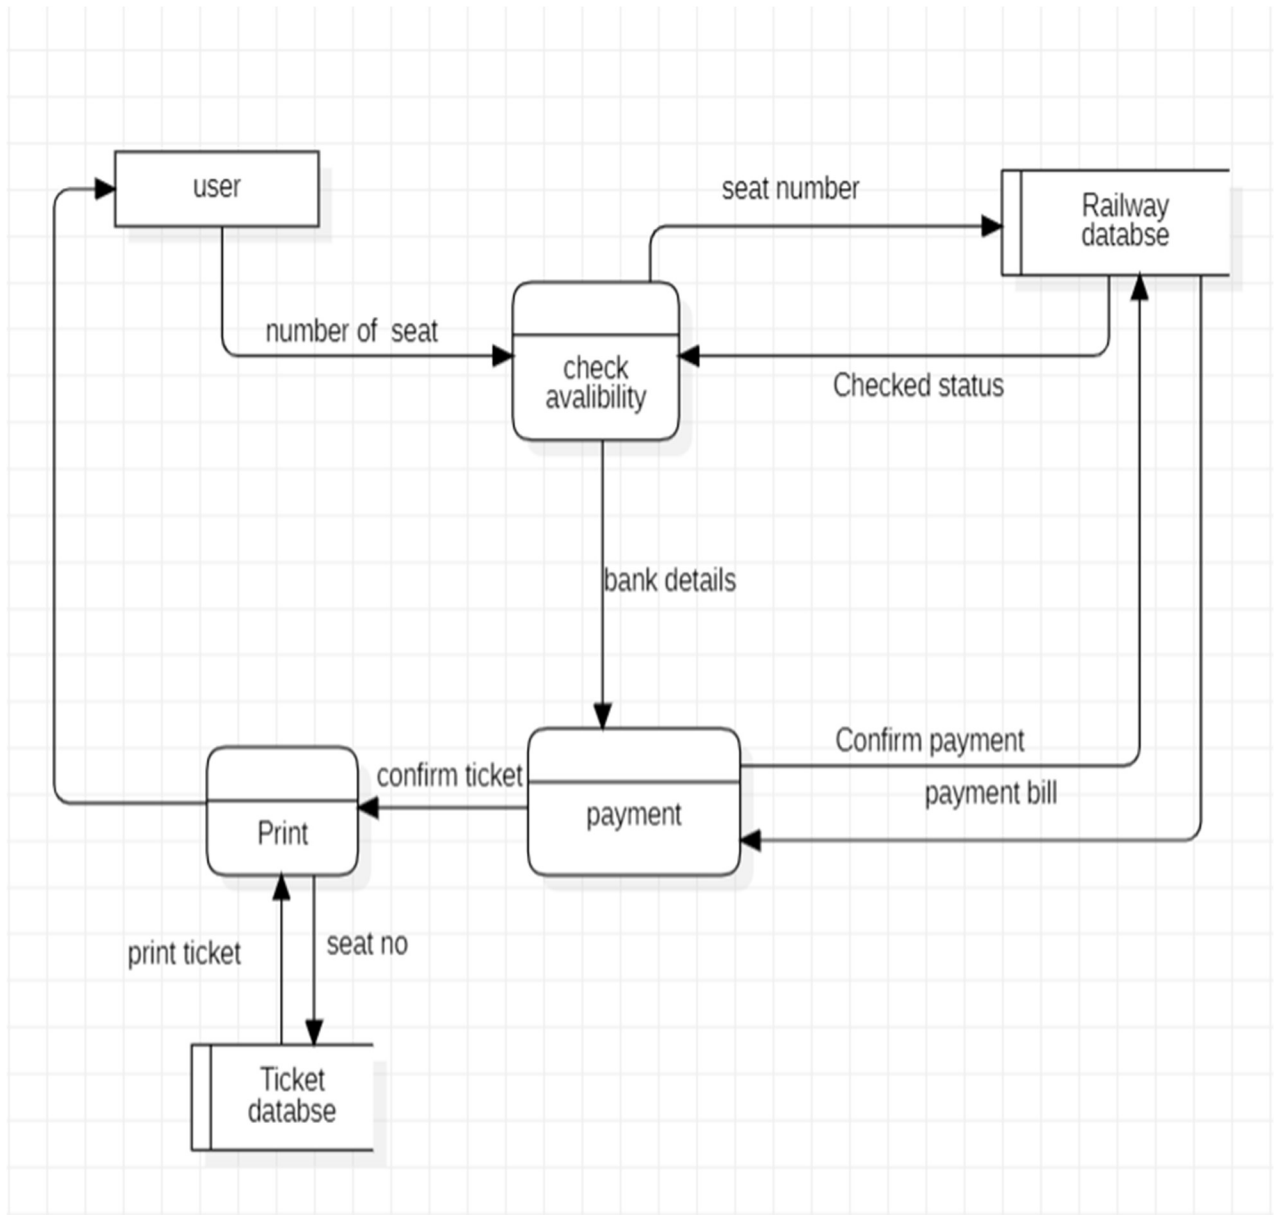 user
seat number
Railway
databse
number of  seat
check
avalibility
Checked status
bank details
Confirm payment
confirm ticket
payment bill
payment
Print
print ticket
seat no
Ticket
databse